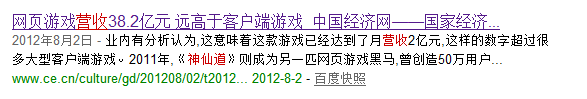 网页游戏营收38.2亿元 远高于客户端游戏_中国经济网——国家经济...
2012年8月2日 - 业内有分析认为,这意味着这款游戏已经达到了月营收2亿元,这样的数字超过很
多大型客户端游戏。2011年,《神仙道》则成为另一匹网页游戏黑马,曾创造50万用户...
www.ce.cn/culture/gd/201208/02/t2012... 2012-8-2 - 百度快照